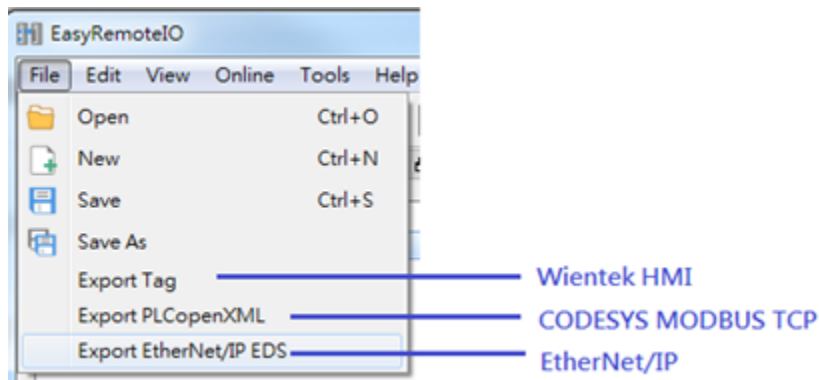 EasyRemoteIO
File Edit View Online Tools Help
Open Ctrl+O
New Ctrl+N
Save Ctrl+S
Save As
Export Tag Wientek HMI
Export PLCopenXML CODESYS MODBUS TCP
Export EtherNet/IP EDS EtherNet/IP